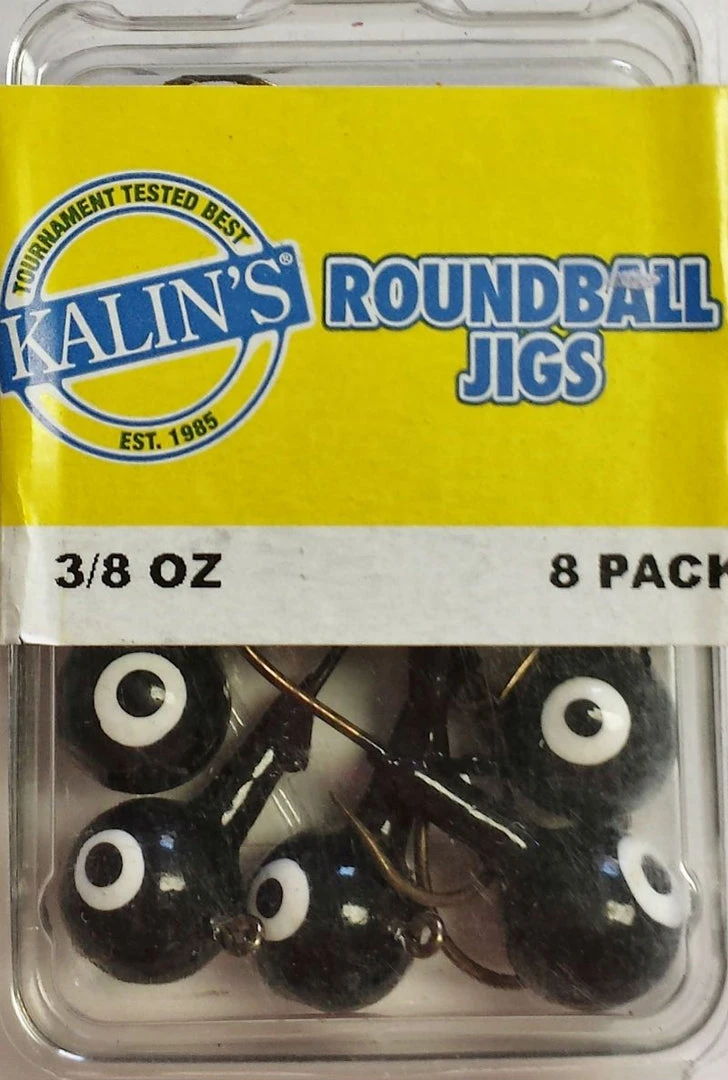 TOURNAMENT TESTED BEST
KALIN'S®
EST. 1985
ROUNDBALL
JIGS
3/8 OZ
8 PACK